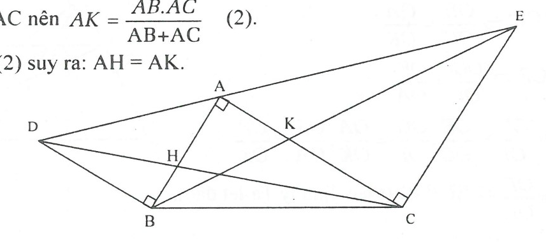 AC nên AK = AB.AC / AB+AC (2).
(2) suy ra: AH = AK.
E
A
D
K
H
B
C